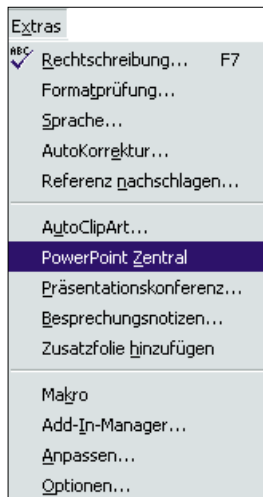 Extras
ABC
Rechtschreibung... F7
Formatprüfung...
Sprache...
AutoKorrektur...
Referenz nachschlagen...
AutoClipArt...
PowerPoint Zentral
Präsentationskonferenz...
Besprechungsnotizen...
Zusatzfolie hinzufügen
Makro
Add-In-Manager...
Anpassen...
Optionen...